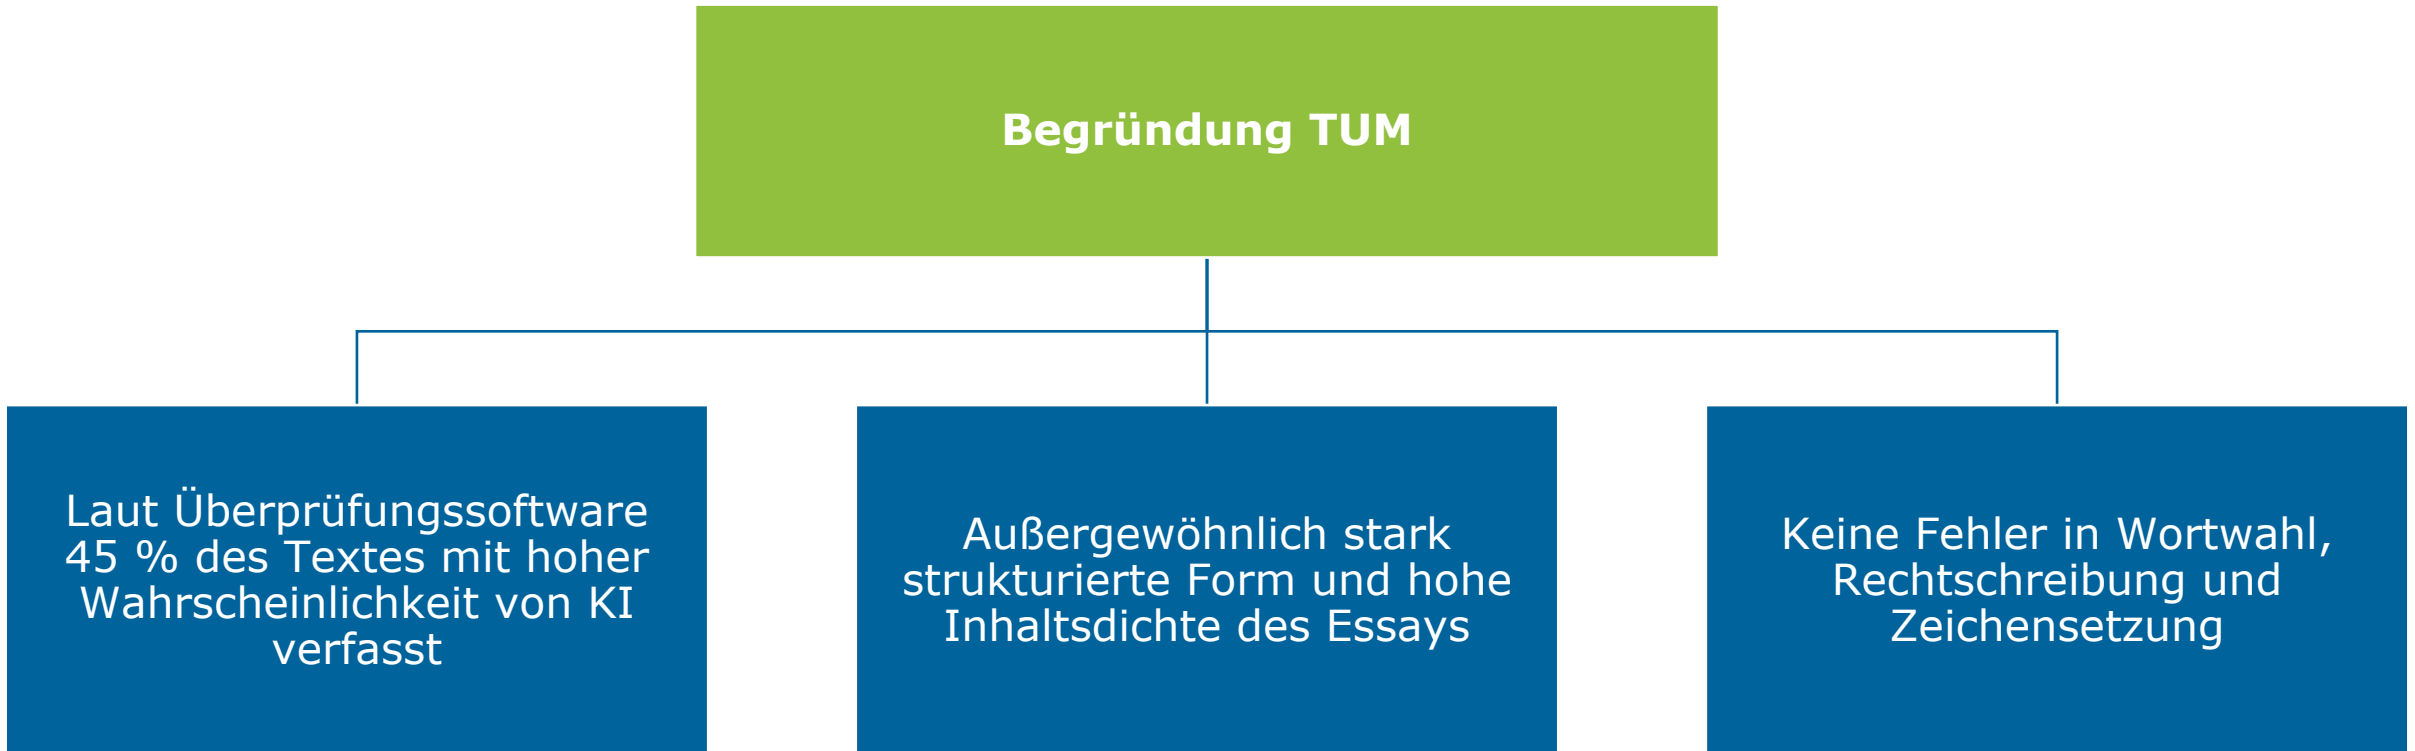 Begründung TUM
Laut Überprüfungssoftware
45 % des Textes mit hoher
Wahrscheinlichkeit von KI
verfasst
Außergewöhnlich stark
strukturierte Form und hohe
Inhaltsdichte des Essays
Keine Fehler in Wortwahl,
Rechtschreibung und
Zeichensetzung